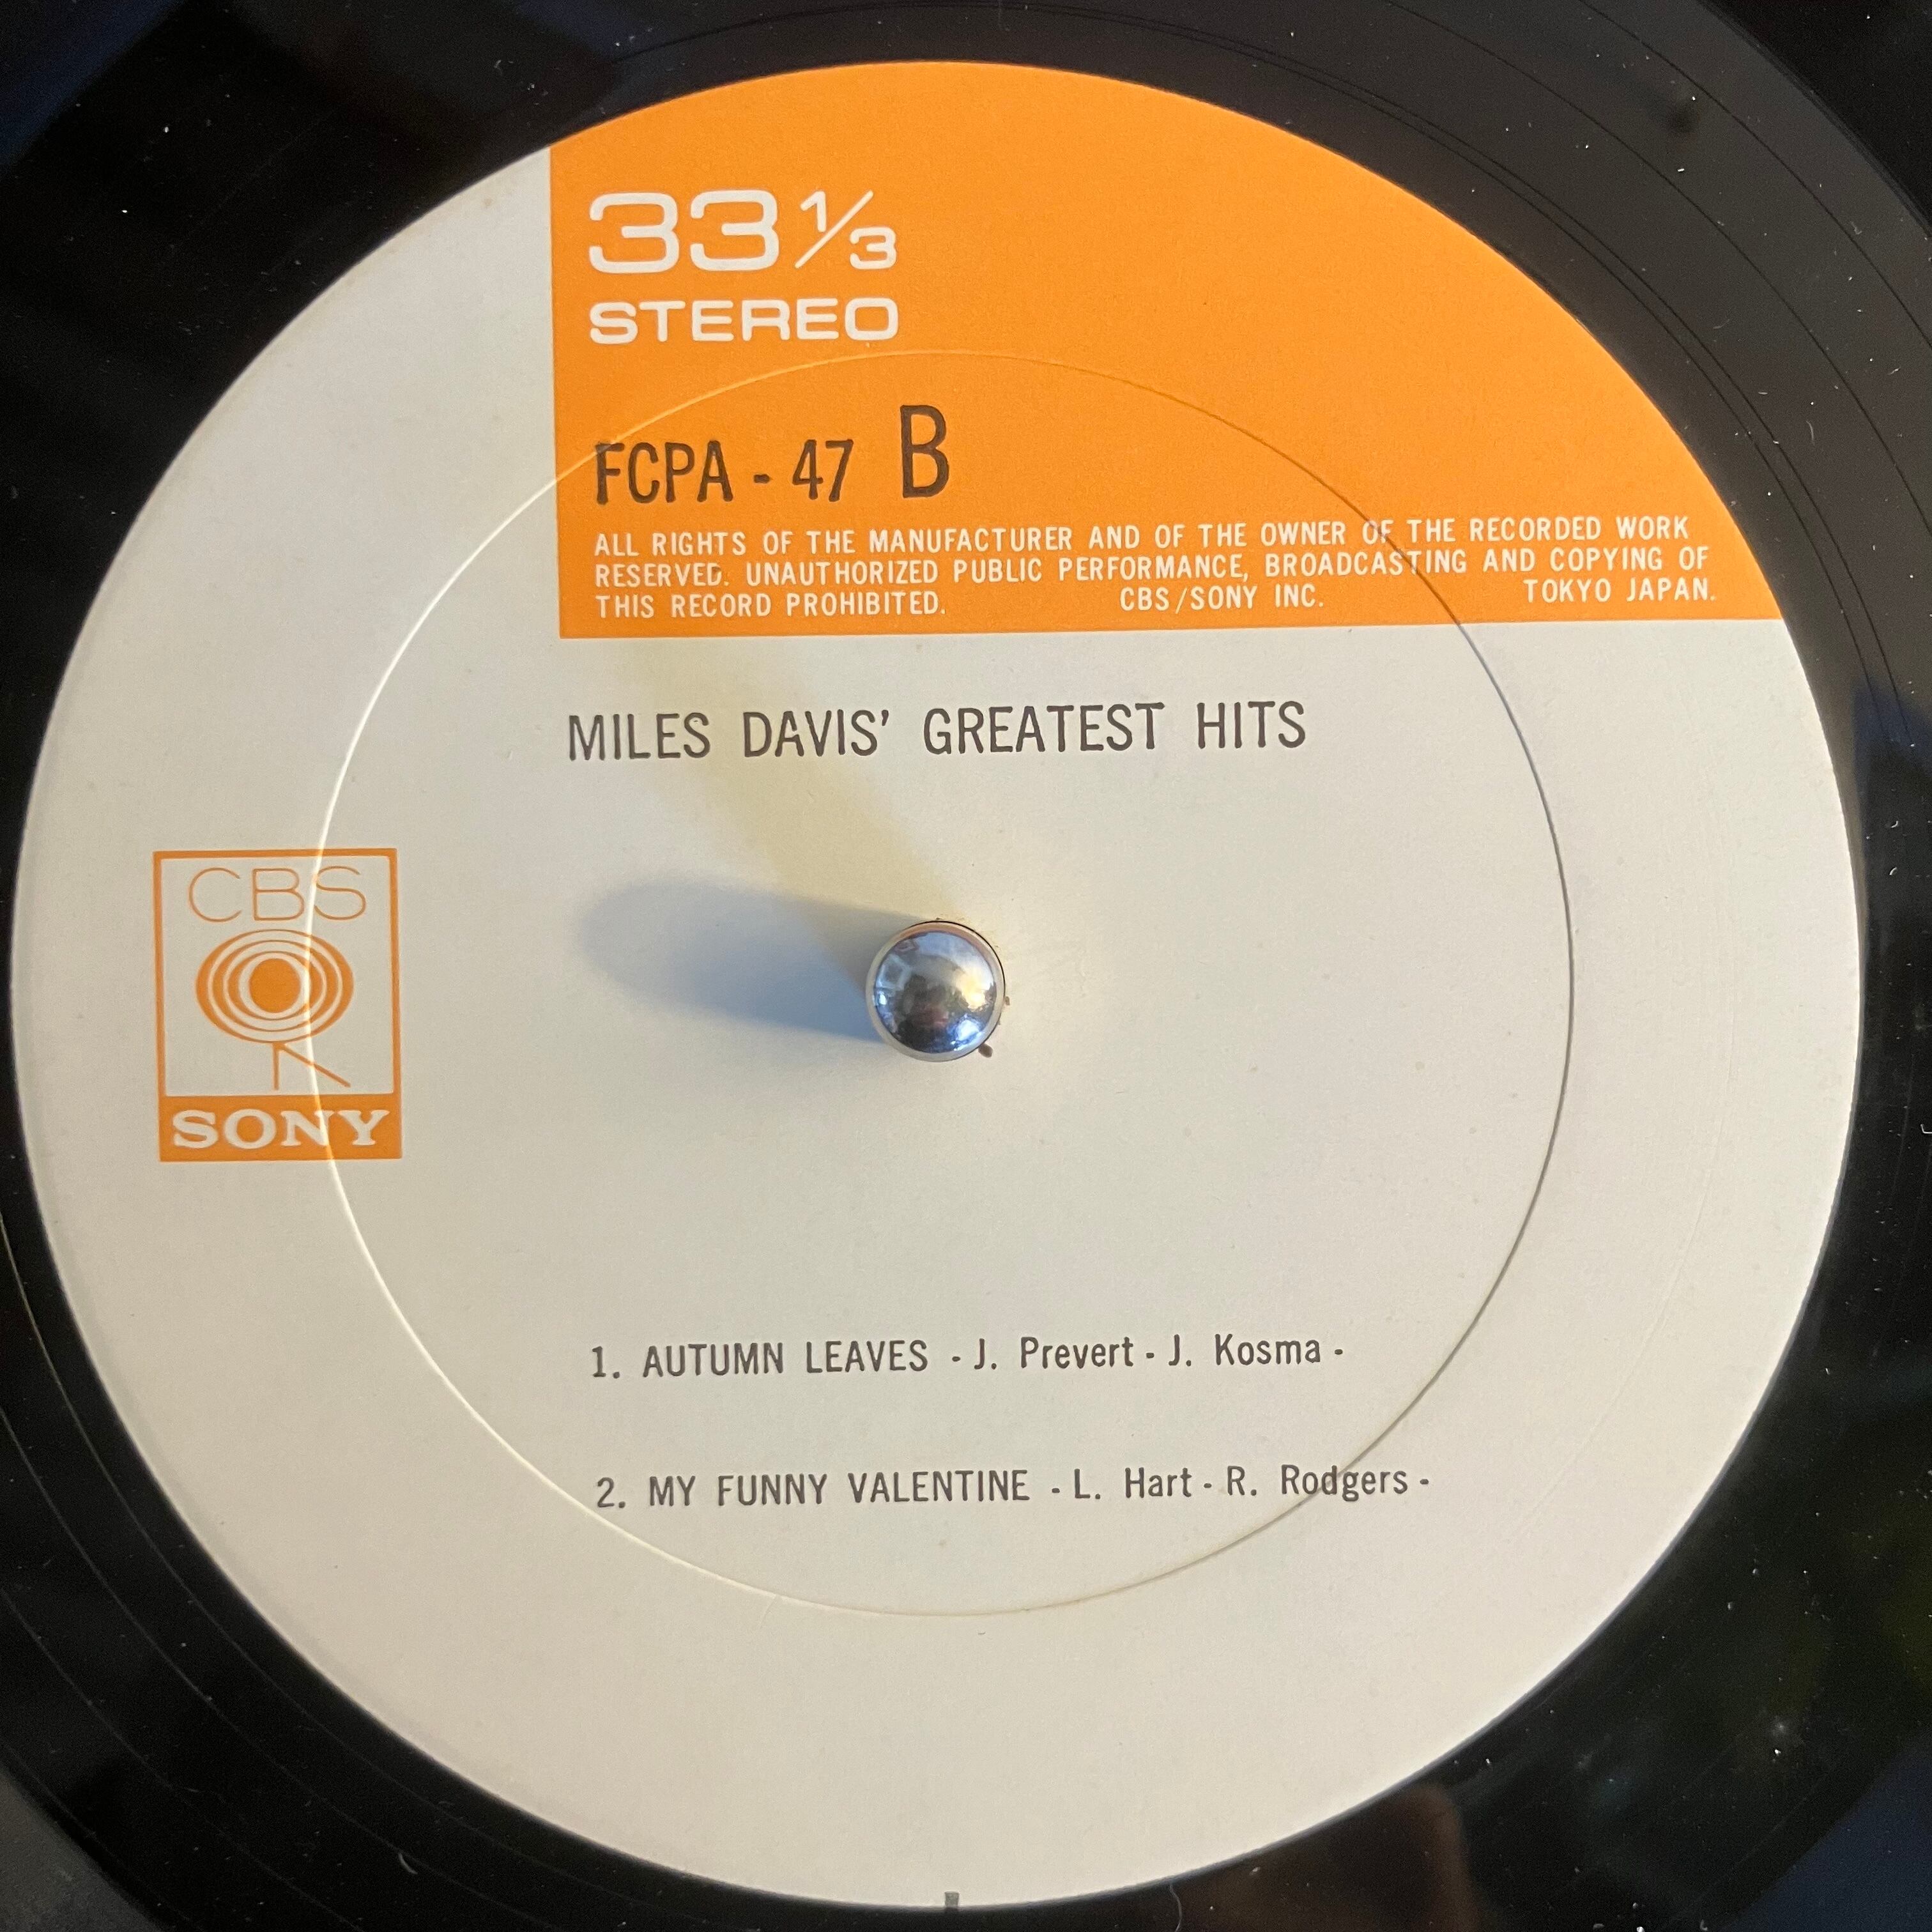 33 1/3
STEREO
FCPA - 47 B
ALL RIGHTS OF THE MANUFACTURER AND OF THE OWNER OF THE RECORDED WORK
RESERVED. UNAUTHORIZED PUBLIC PERFORMANCE, BROADCASTING AND COPYING OF
THIS RECORD PROHIBITED. CBS/SONY INC. TOKYO JAPAN.
MILES DAVIS' GREATEST HITS
CBS
SONY
1. AUTUMN LEAVES - J. Prevert - J. Kosma -
2. MY FUNNY VALENTINE - L. Hart - R. Rodgers -